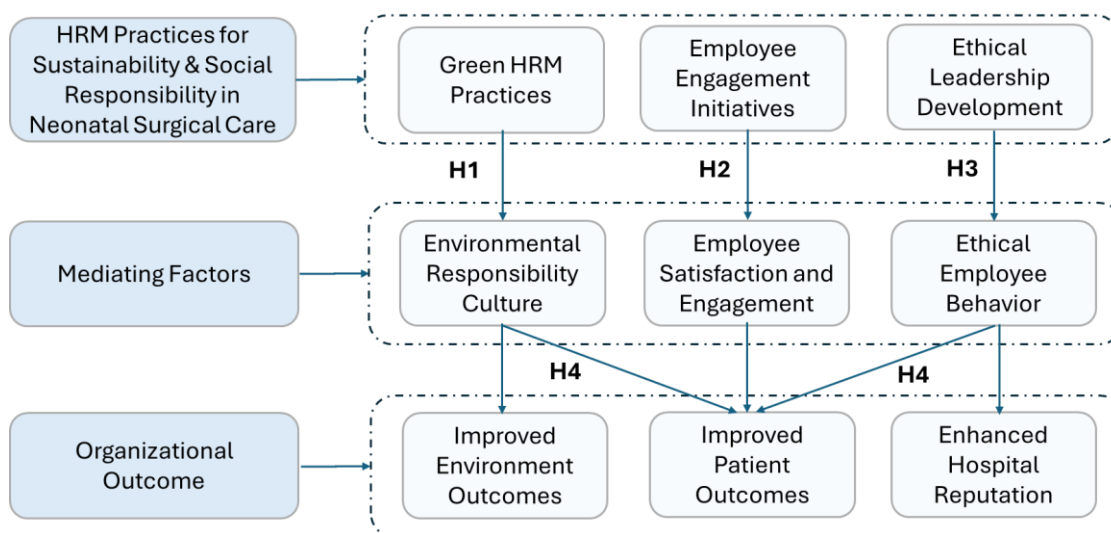 HRM Practices for
Sustainability & Social
Responsibility in
Neonatal Surgical Care
Green HRM
Practices
Employee
Engagement
Initiatives
Ethical
Leadership
Development
H1
H2
H3
Mediating Factors
Environmental
Responsibility
Culture
Employee
Satisfaction and
Engagement
Ethical
Employee
Behavior
H4
H4
Organizational
Outcome
Improved
Environment
Outcomes
Improved
Patient
Outcomes
Enhanced
Hospital
Reputation